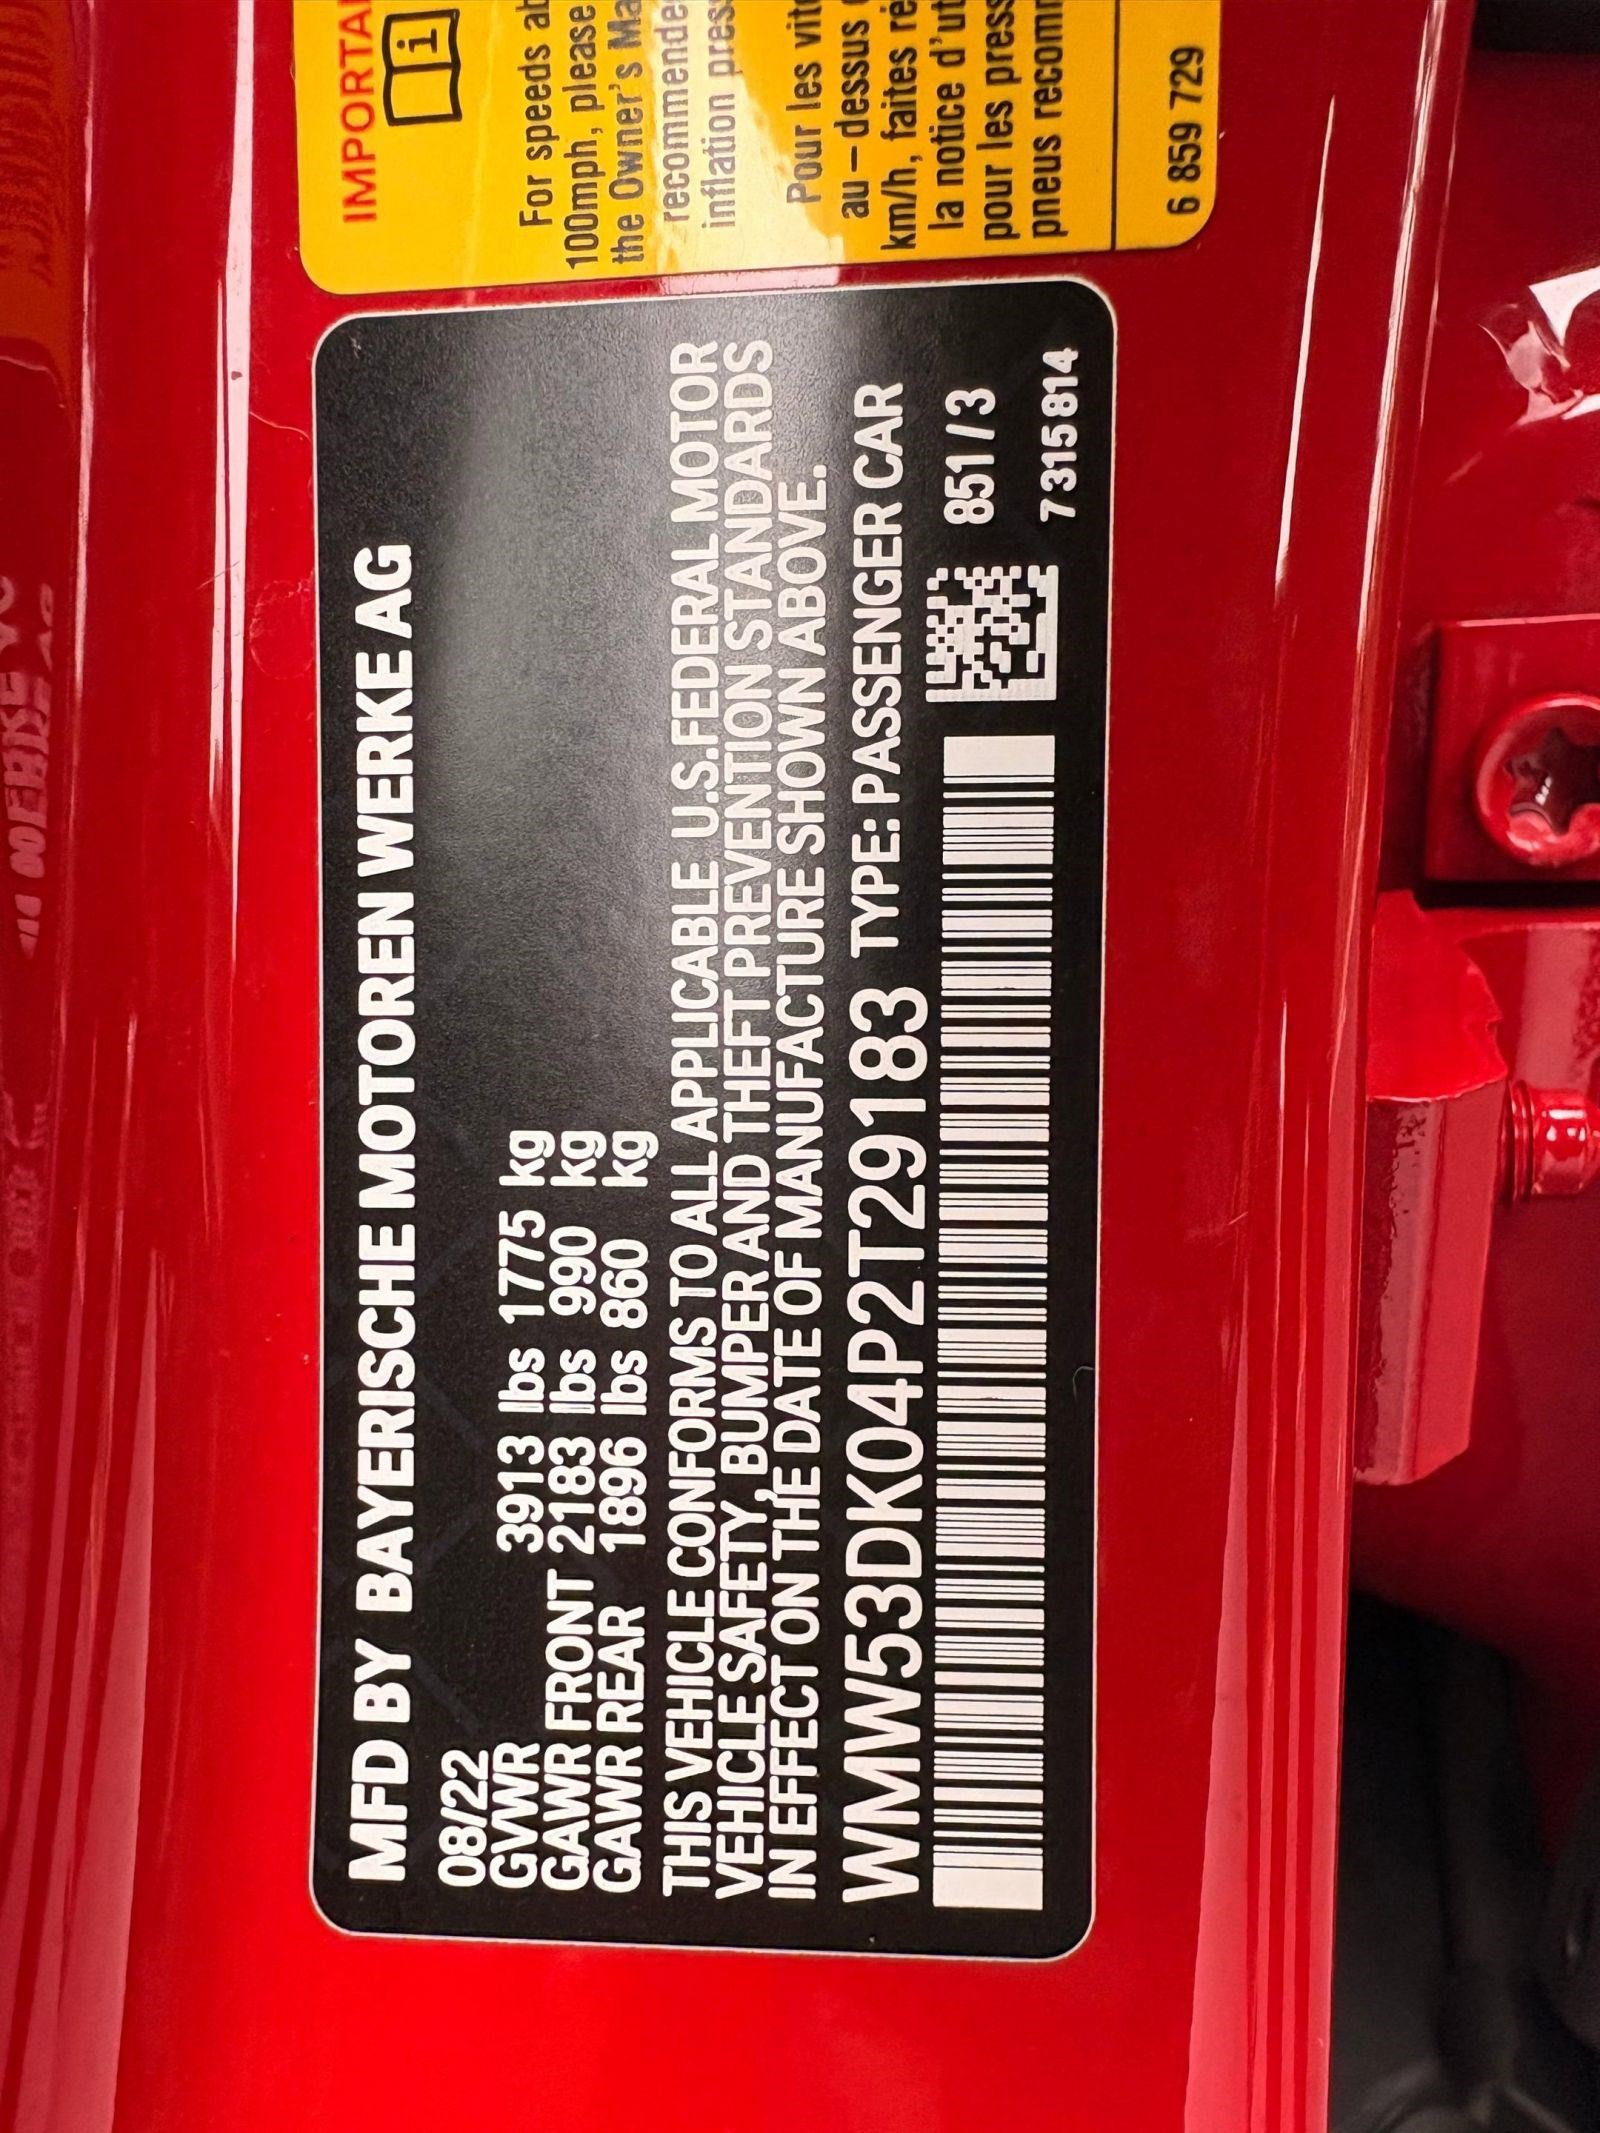 MFD BY BAYERISCHE MOTOREN WERKE AG
08/22
GVWR 3913 lbs 1775 kg
GAWR FRONT 2183 lbs 990 kg
GAWR REAR 1896 lbs 860 kg
THIS VEHICLE CONFORMS TO ALL APPLICABLE U.S.FEDERAL MOTOR
VEHICLE SAFETY, BUMPER AND THEFT PREVENTION STANDARDS
IN EFFECT ON THE DATE OF MANUFACTURE SHOWN ABOVE.
WMW53DK04P2T29183 TYPE: PASSENGER CAR
851 / 3
7 315 814
For speeds
100mph, please
the Owner's
inflation
Pour les
au-dessus
km/h, faites
la notice
pour les
pneus
6 859 729